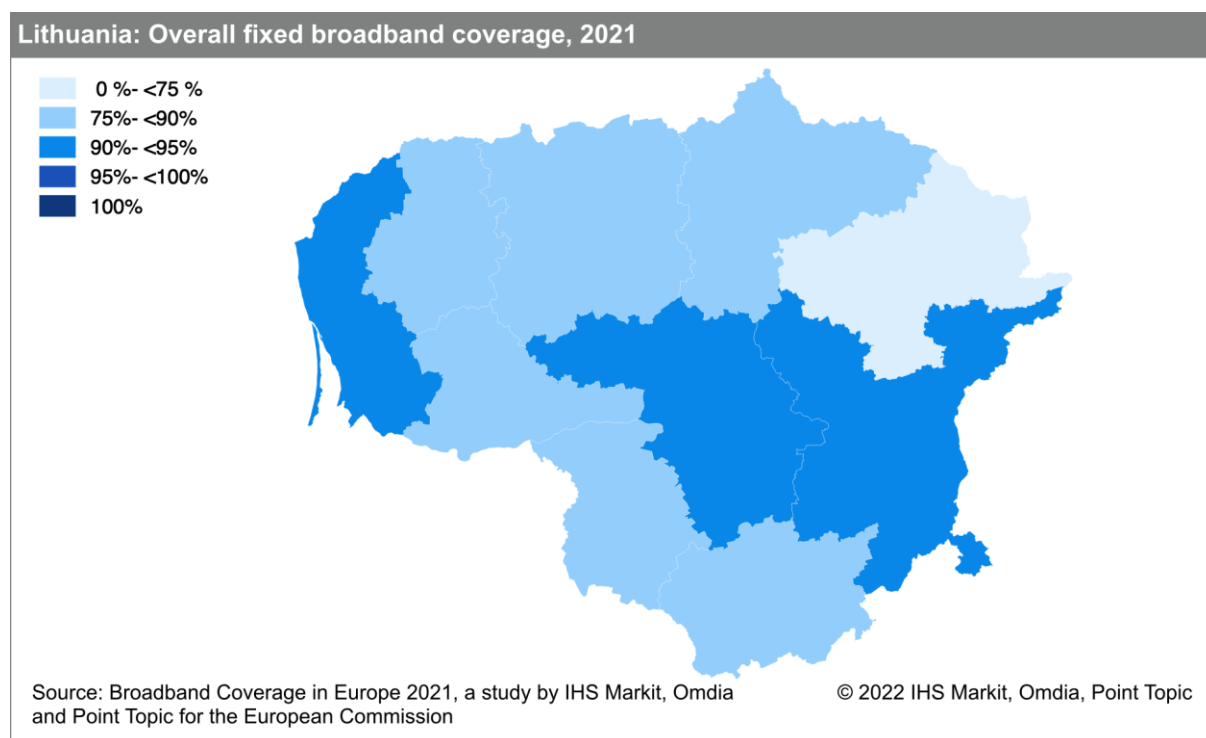 Lithuania: Overall fixed broadband coverage, 2021
0 %- <75 %
75%- <90%
90%- <95%
95%- <100%
100%
Source: Broadband Coverage in Europe 2021, a study by IHS Markit, Omdia
and Point Topic for the European Commission
© 2022 IHS Markit, Omdia, Point Topic